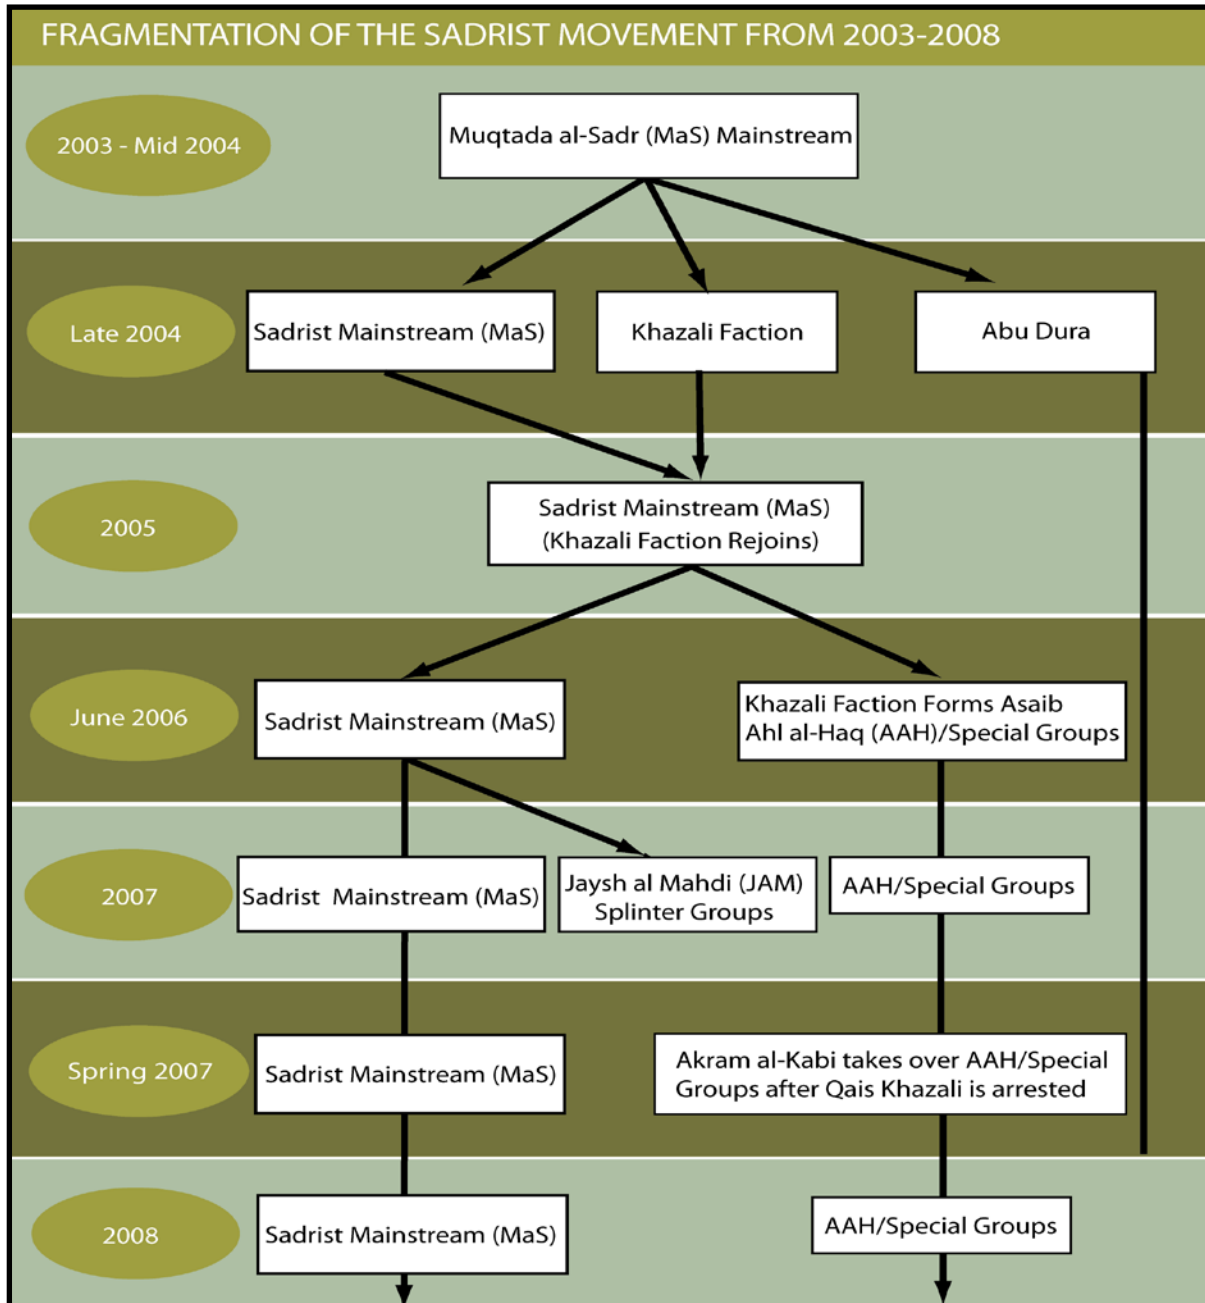 FRAGMENTATION OF THE SADRIST MOVEMENT FROM 2003-2008
2003 - Mid 2004
Muqtada al-Sadr (MaS) Mainstream
Late 2004
Sadrist Mainstream (MaS)
Khazali Faction
Abu Dura
2005
Sadrist Mainstream (MaS)
(Khazali Faction Rejoins)
June 2006
Sadrist Mainstream (MaS)
Khazali Faction Forms Asaib
Ahl al-Haq (AAH)/Special Groups
2007
Sadrist Mainstream (MaS)
Jaysh al Mahdi (JAM)
Splinter Groups
AAH/Special Groups
Spring 2007
Sadrist Mainstream (MaS)
Akram al-Kabi takes over AAH/Special
Groups after Qais Khazali is arrested
2008
Sadrist Mainstream (MaS)
AAH/Special Groups